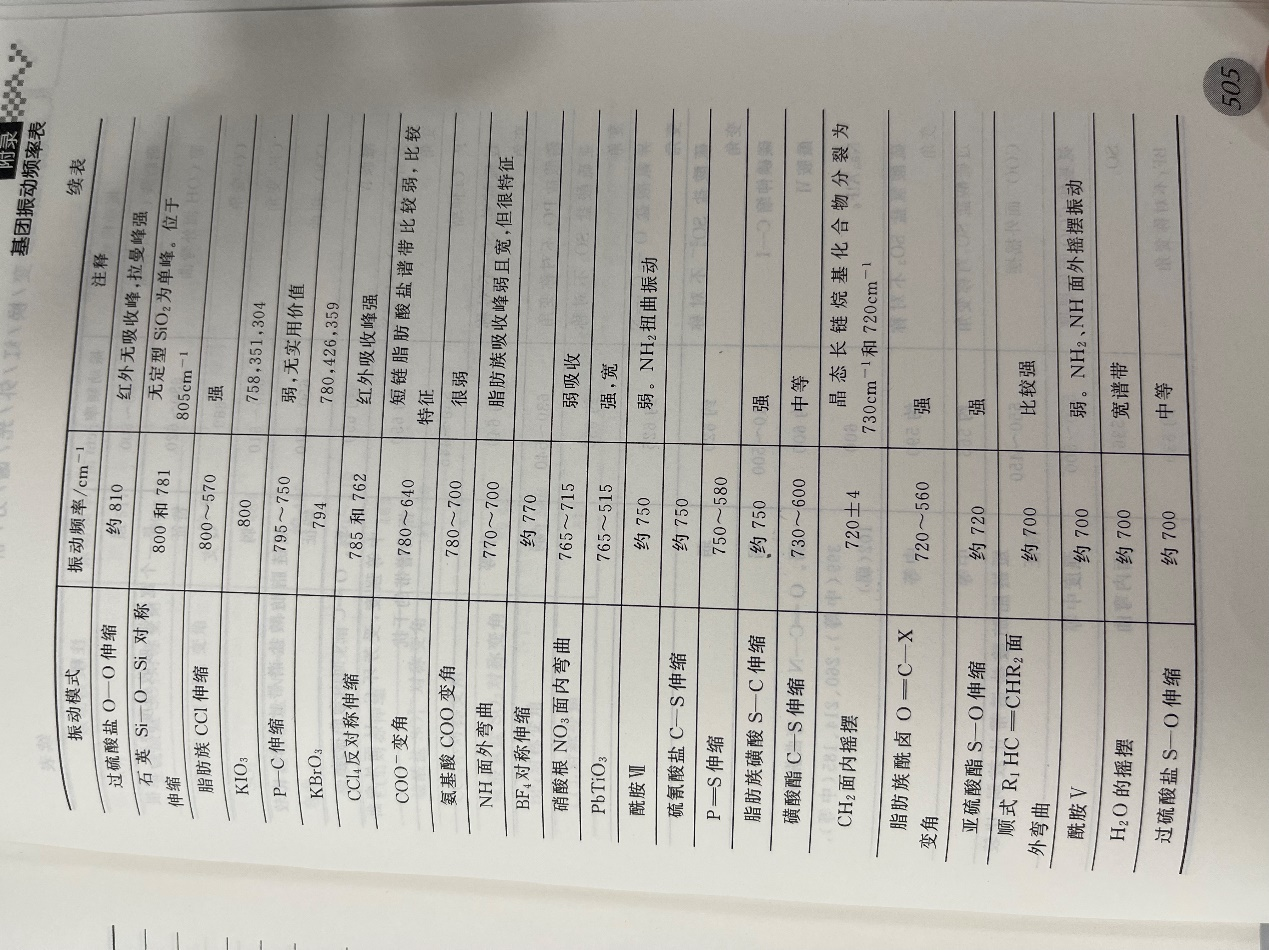 附录
基团振动频率表
续表
振动模式 振动频率/cm⁻¹ 注释
过硫酸盐 O—O 伸缩 约 810 红外无吸收峰,拉曼峰强
石英 Si—O—Si 对称 800 和 781 无定型 SiO₂ 为单峰。位于
伸缩 805cm⁻¹
脂肪族 CCl 伸缩 800~570 强
KIO₃ 800 758,351,304
P—C 伸缩 795~750 弱,无实用价值
KBrO₃ 794 780,426,359
CCl₄ 反对称伸缩 785 和 762 红外吸收峰强
COO⁻ 变角 780~640 短链脂肪酸盐谱带比较弱,比较
特征
氨基酸 COO 变角 780~700 很弱
NH 面外弯曲 770~700 脂肪族吸收峰弱且宽,但很特征
BF₄ 对称伸缩 约 770
硝酸根 NO₃ 面内弯曲 765~715 弱吸收
PbTiO₃ 765~515 强,宽
酰胺 Ⅶ 约 750 弱。NH₂ 扭曲振动
硫氰酸盐 C—S 伸缩 约 750
P═S 伸缩 750~580
脂肪族磺酸 S—C 伸缩 约 750 强
磺酸酯 C—S 伸缩 730~600 中等
CH₂ 面内摇摆 720±4 晶态长链烷基化合物分裂为
730cm⁻¹ 和 720cm⁻¹
脂肪族酰卤 O═C—X 720~560 强
变角
亚硫酸酯 S—O 伸缩 约 720 强
顺式 R₁HC═CHR₂ 面 约 700 比较强
外弯曲
酰胺 Ⅴ 约 700 弱。NH₂、NH 面外摇摆振动
H₂O 的摇摆 约 700 宽谱带
过硫酸盐 S—O 伸缩 约 700 中等
505